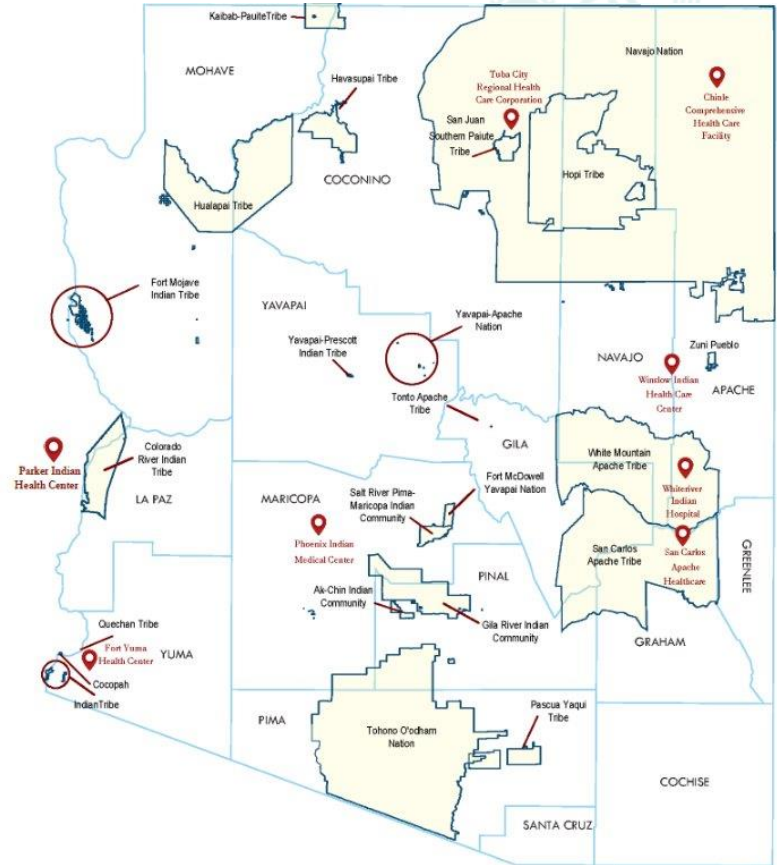 Kaibab-PauiteTribe
MOHAVE
Havasupai Tribe
Navajo Nation
Tuba City
Regional Health
Care Corporation
Chinle
Comprehensive
Health Care
Facility
San Juan
Southern Paiute
Tribe
Hopi Tribe
COCONINO
Hualapai Tribe
Fort Mojave
Indian Tribe
YAVAPAI
Yavapai-Apache
Nation
Yavapai-Prescott
Indian Tribe
NAVAJO
Zuni Pueblo
APACHE
Winslow Indian
Health Care
Center
Tonto Apache
Tribe
GILA
Parker Indian
Health Center
Colorado
River Indian
Tribe
LA PAZ
White Mountain
Apache Tribe
Whiteriver
Indian
Hospital
Fort McDowell
Yavapai Nation
MARICOPA
Salt River Pima-
Maricopa Indian
Community
Phoenix Indian
Medical Center
San Carlos
Apache Tribe
San Carlos
Apache
Healthcare
GREENLEE
PINAL
Ak-Chin Indian
Community
Gila River Indian
Community
GRAHAM
Quechan Tribe
Fort Yuma
Health Center
YUMA
Cocopah
IndianTribe
PIMA
Tohono O'odham
Nation
Pascua Yaqui
Tribe
COCHISE
SANTA CRUZ